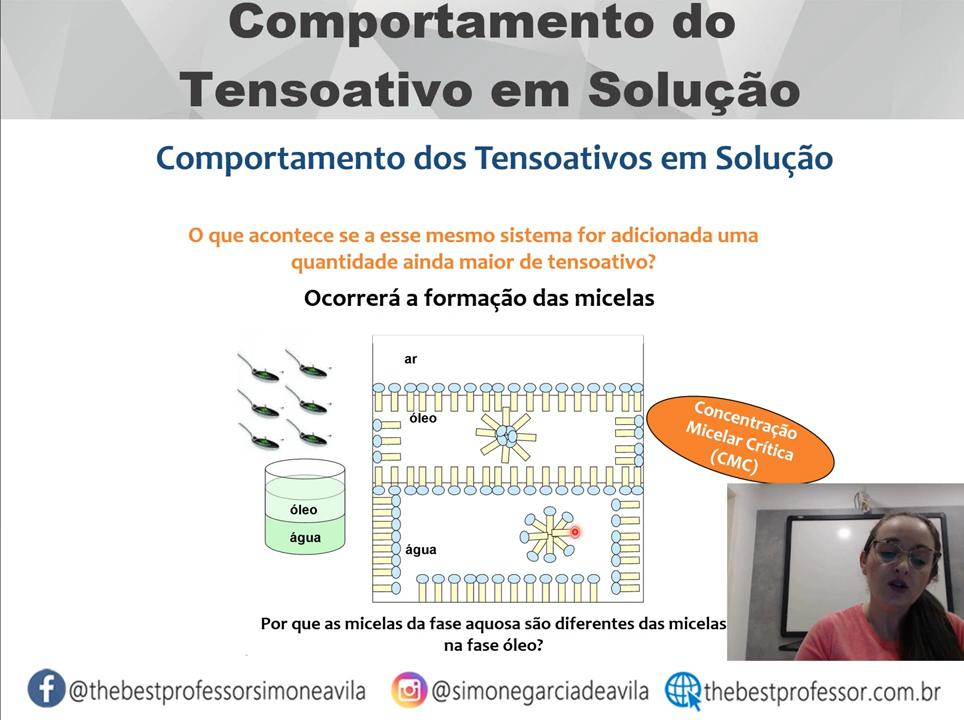 Comportamento do
Tensoativo em Solução
Comportamento dos Tensoativos em Solução
O que acontece se a esse mesmo sistema for adicionada uma
quantidade ainda maior de tensoativo?
Ocorrerá a formação das micelas
ar
óleo
Concentração
Micelar Crítica
(CMC)
óleo
água
água
Por que as micelas da fase aquosa são diferentes das micelas
na fase óleo?
@thebestprofessorsimoneavila
@simonegarciadeavila
thebestprofessor.com.br